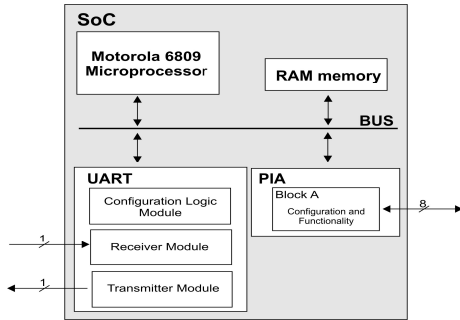 SoC
Motorola 6809
Microprocessor
RAM memory
BUS
UART
Configuration Logic
Module
1
Receiver Module
1
Transmitter Module
PIA
Block A
Configuration and
Functionality
8